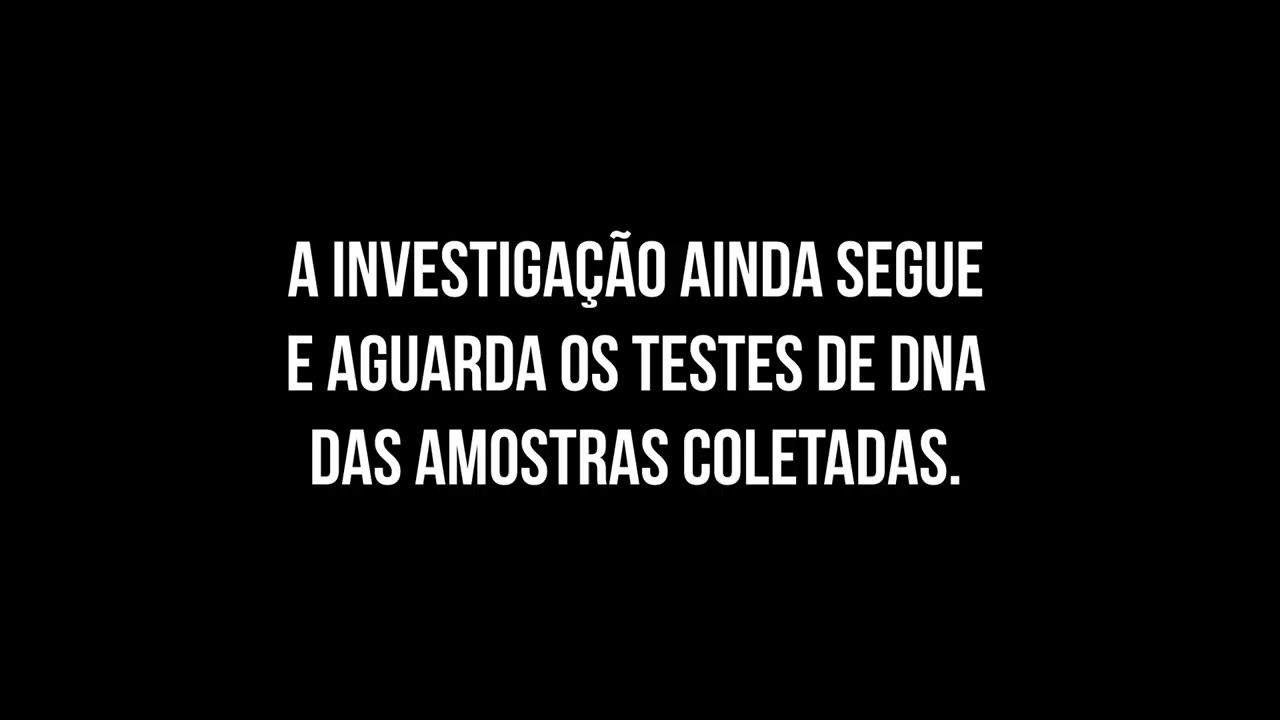 A INVESTIGAÇÃO AINDA SEGUE
E AGUARDA OS TESTES DE DNA
DAS AMOSTRAS COLETADAS.